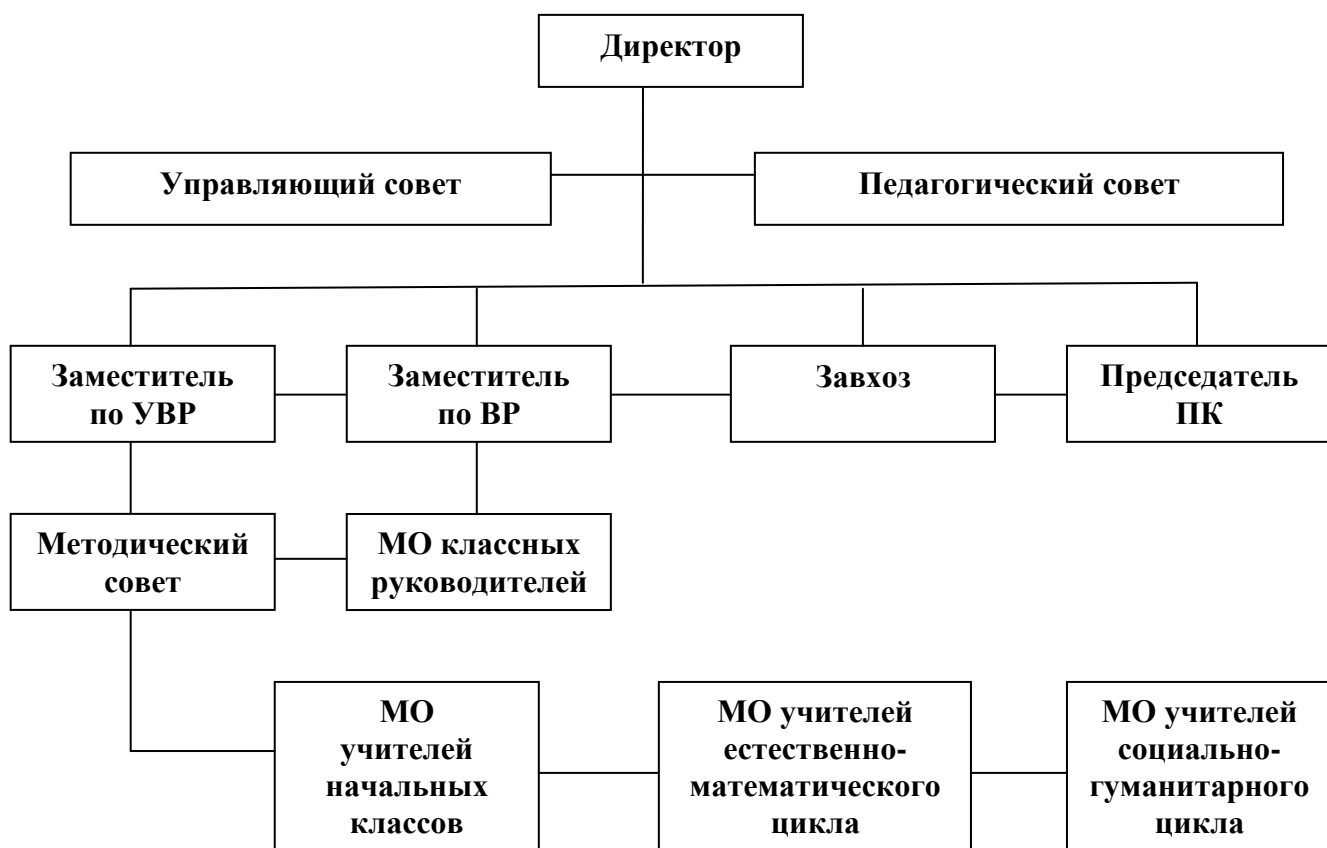 Директор
Управляющий совет
Педагогический совет
Заместитель
по УВР
Заместитель
по ВР
Завхоз
Председатель
ПК
Методический
совет
МО классных
руководителей
МО
учителей
начальных
классов
МО учителей
естественно-
математического
цикла
МО учителей
социально-
гуманитарного
цикла